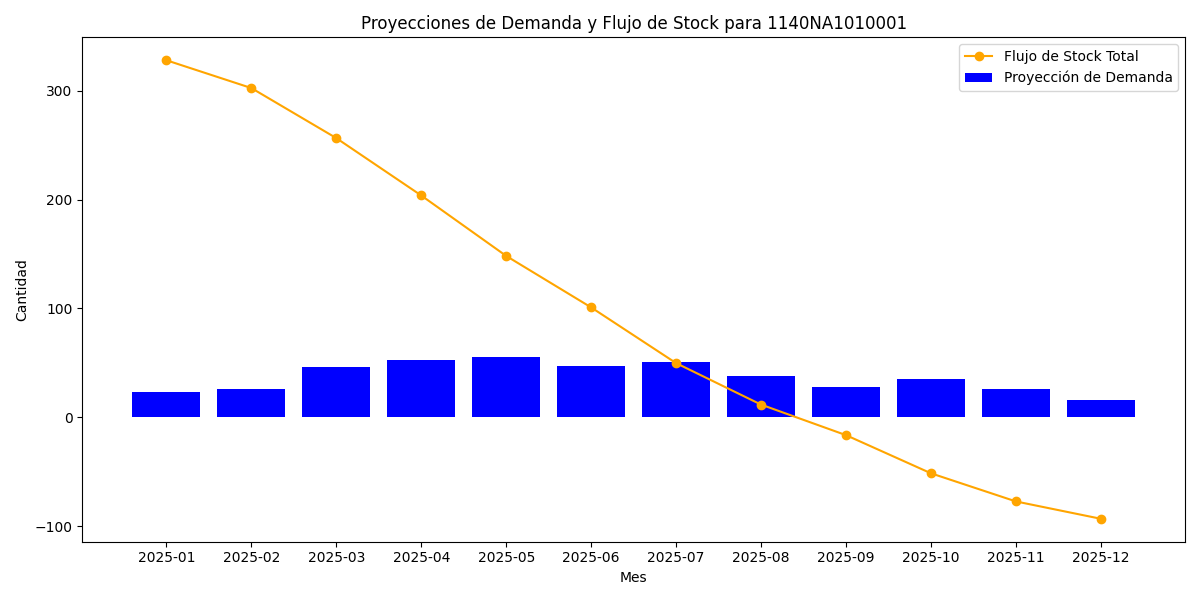 Proyecciones de Demanda y Flujo de Stock para 1140NA1010001
Flujo de Stock Total
Proyección de Demanda
Cantidad
300
200
100
0
−100
2025-01 2025-02 2025-03 2025-04 2025-05 2025-06 2025-07 2025-08 2025-09 2025-10 2025-11 2025-12
Mes